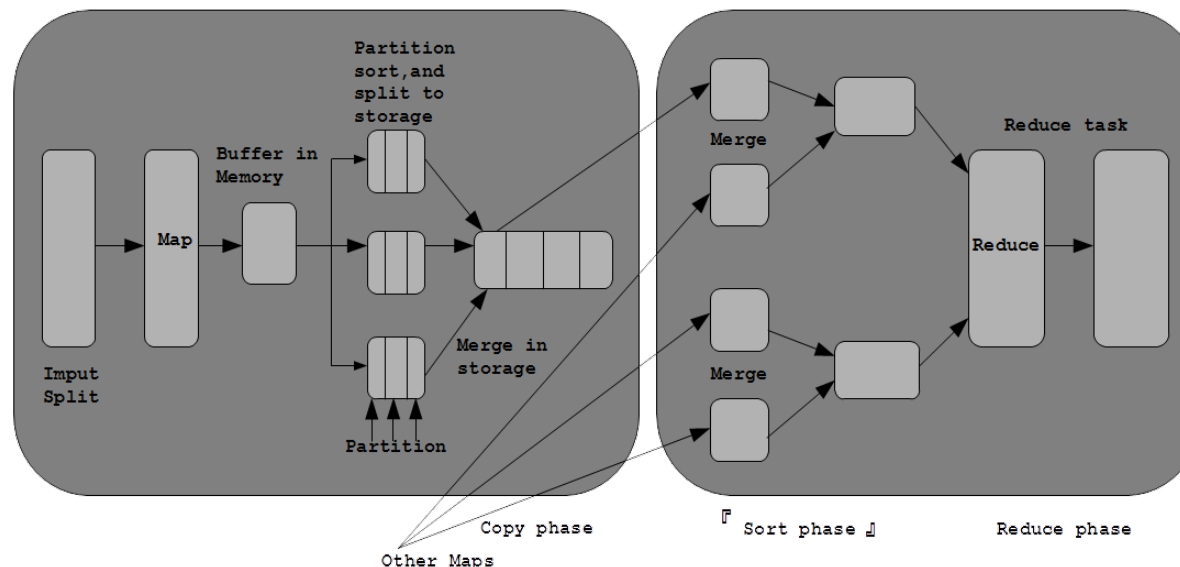 Partition
sort,and
split to
storage
Buffer in
Memory
Map
Imput
Split
Merge in
storage
Partition
Merge
Merge
Reduce task
Reduce
Copy phase
『 Sort phase 』
Reduce phase
Other Maps